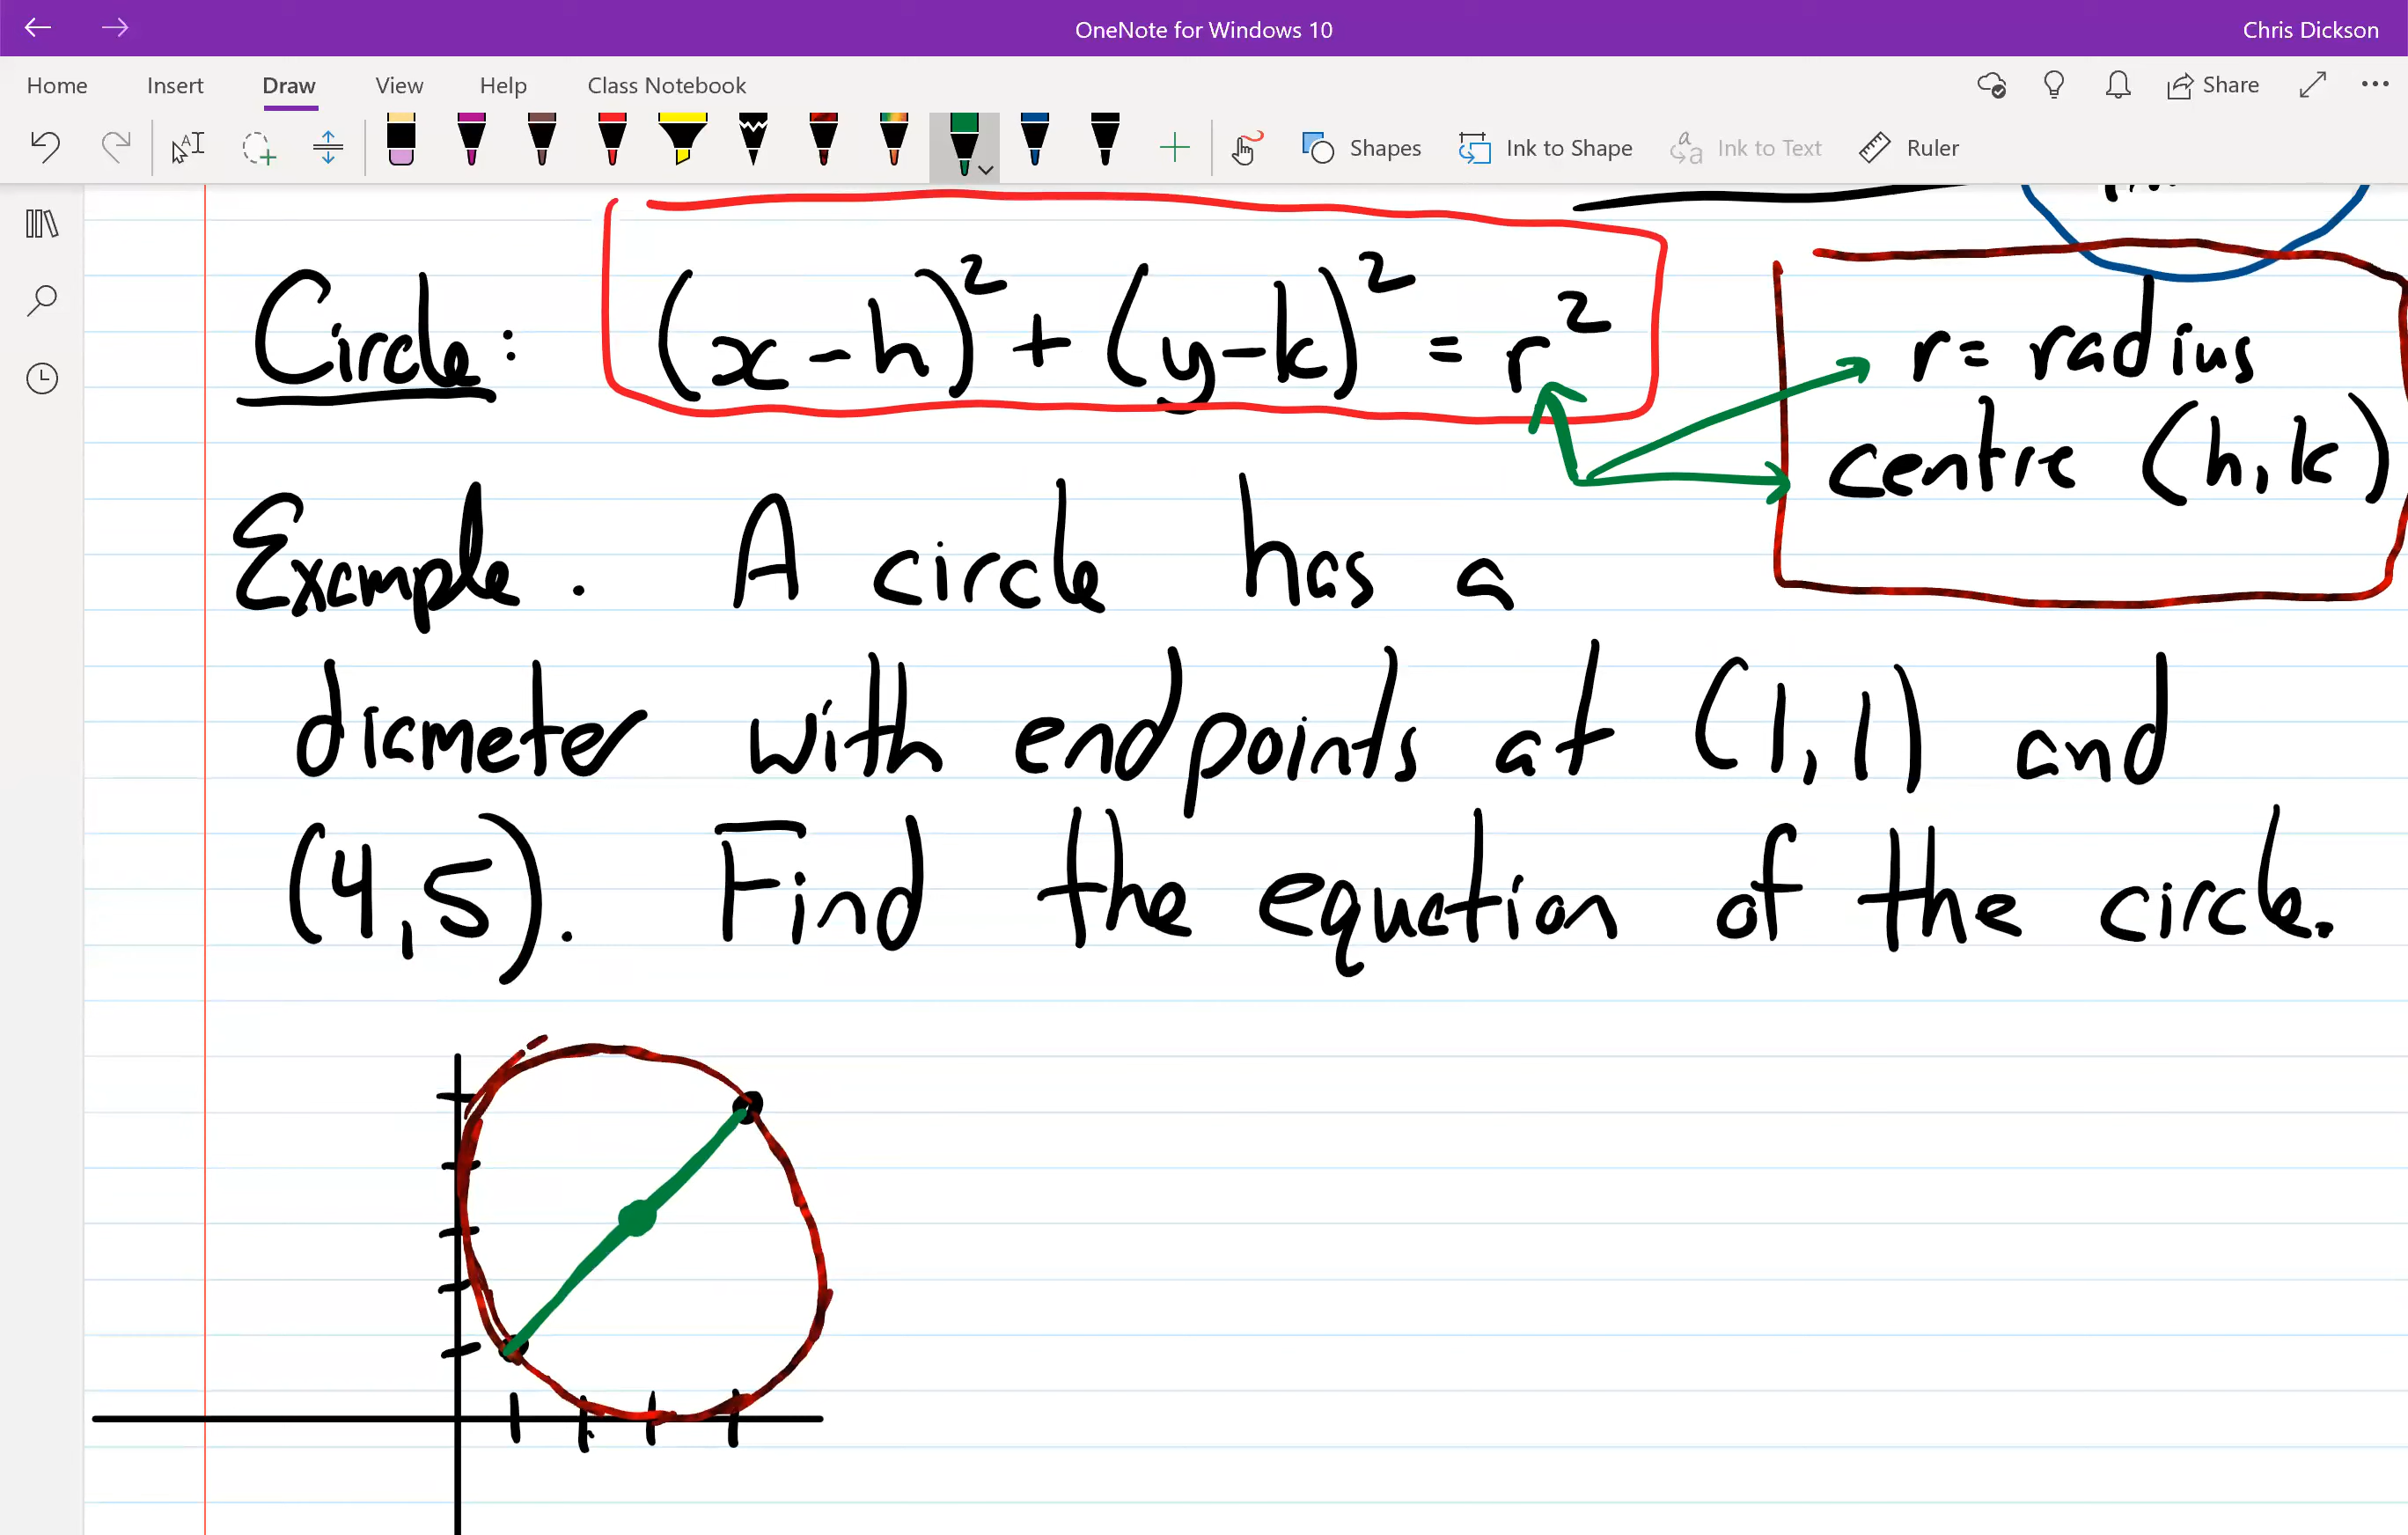 OneNote for Windows 10
Chris Dickson
Home Insert Draw View Help Class Notebook
Share
Shapes Ink to Shape Ink to Text Ruler
Circle: (x-h)² + (y-k)² = r²
r = radius
centre (h,k)
Example. A circle has a
diameter with endpoints at (1,1) and
(4,5). Find the equation of the circle.